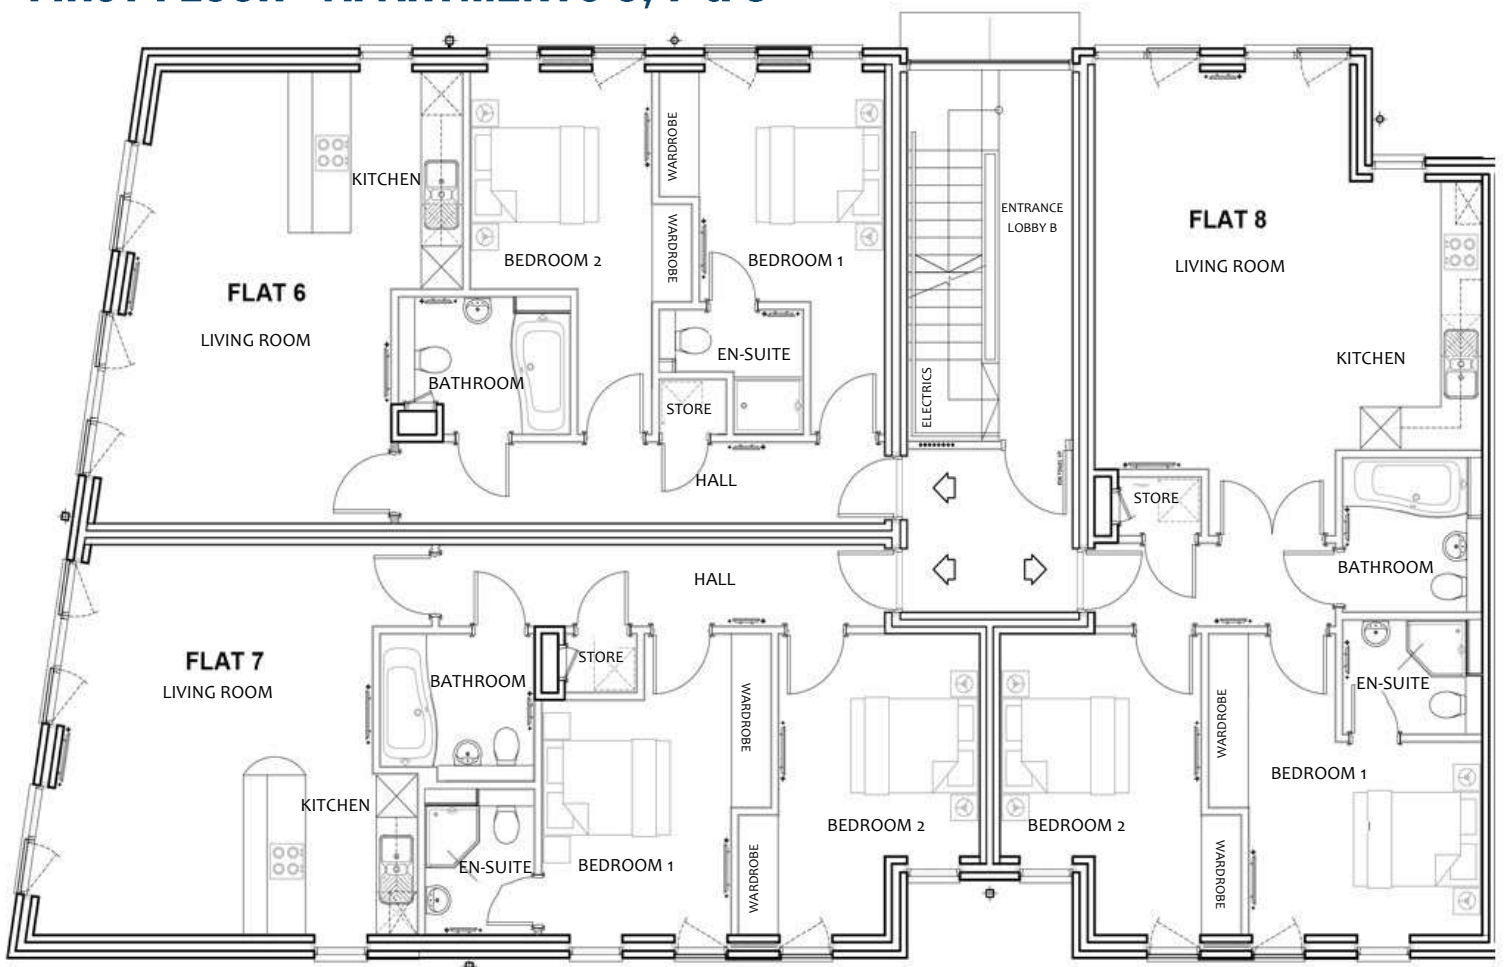 FLAT 6
LIVING ROOM
KITCHEN
BEDROOM 2
WARDROBE
WARDROBE
BEDROOM 1
BATHROOM
EN-SUITE
STORE
HALL
ELECTRICS
ENTRANCE
LOBBY B
FLAT 8
LIVING ROOM
KITCHEN
STORE
BATHROOM
EN-SUITE
BEDROOM 1
WARDROBE
WARDROBE
BEDROOM 2
FLAT 7
LIVING ROOM
HALL
BATHROOM
STORE
KITCHEN
EN-SUITE
BEDROOM 1
WARDROBE
WARDROBE
BEDROOM 2